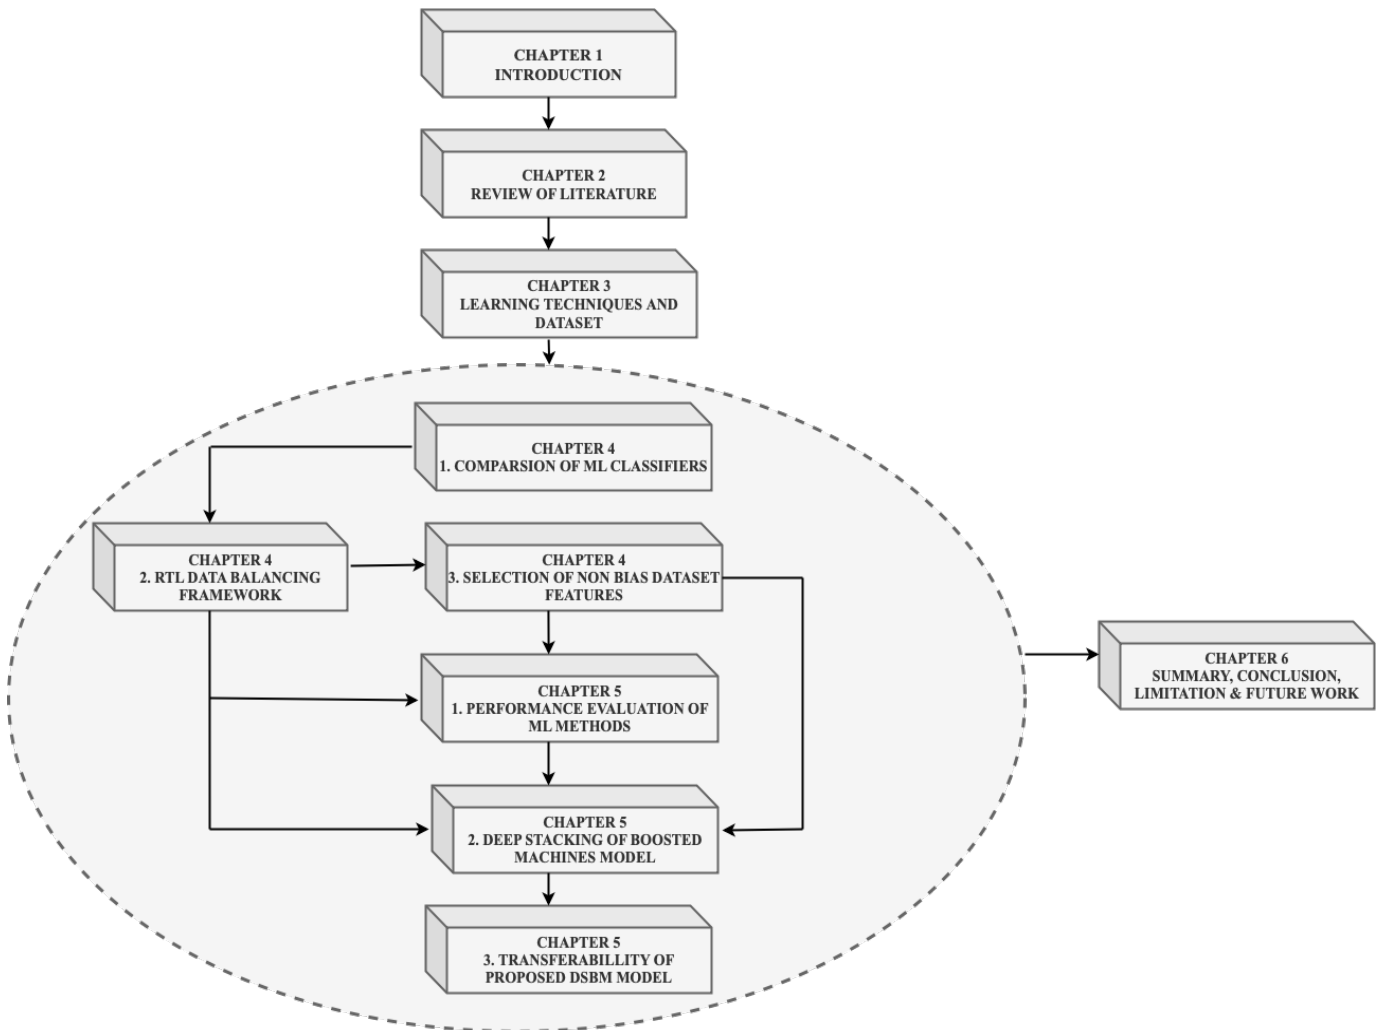 CHAPTER 1
INTRODUCTION
CHAPTER 2
REVIEW OF LITERATURE
CHAPTER 3
LEARNING TECHNIQUES AND
DATASET
CHAPTER 4
1. COMPARSION OF ML CLASSIFIERS
CHAPTER 4
2. RTL DATA BALANCING
FRAMEWORK
CHAPTER 4
3. SELECTION OF NON BIAS DATASET
FEATURES
CHAPTER 5
1. PERFORMANCE EVALUATION OF
ML METHODS
CHAPTER 5
2. DEEP STACKING OF BOOSTED
MACHINES MODEL
CHAPTER 5
3. TRANSFERABILLITY OF
PROPOSED DSBM MODEL
CHAPTER 6
SUMMARY, CONCLUSION,
LIMITATION & FUTURE WORK